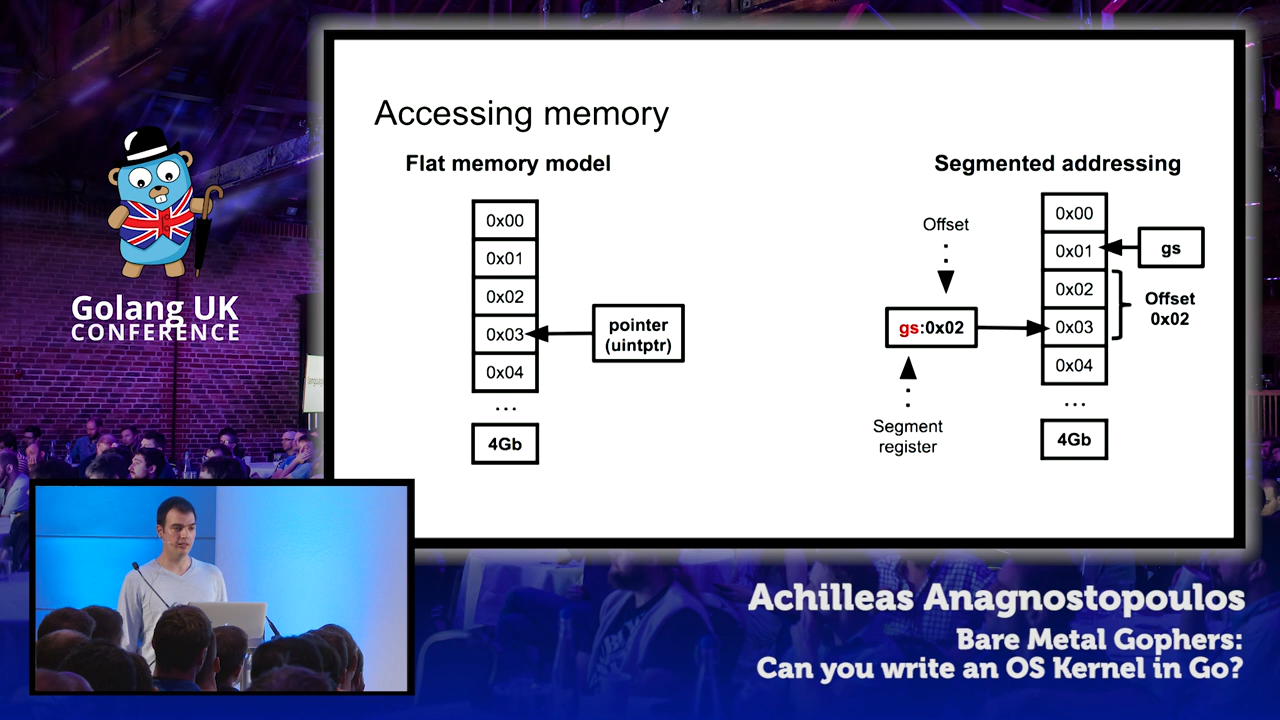 Accessing memory
Flat memory model
0x00
0x01
0x02
0x03
0x04
...
4Gb
pointer
(uintptr)
Segmented addressing
Offset
gs:0x02
Segment
register
0x00
0x01
0x02
0x03
0x04
...
4Gb
gs
Offset
0x02
Golang UK
CONFERENCE
Achilleas Anagnostopoulos
Bare Metal Gophers:
Can you write an OS Kernel in Go?